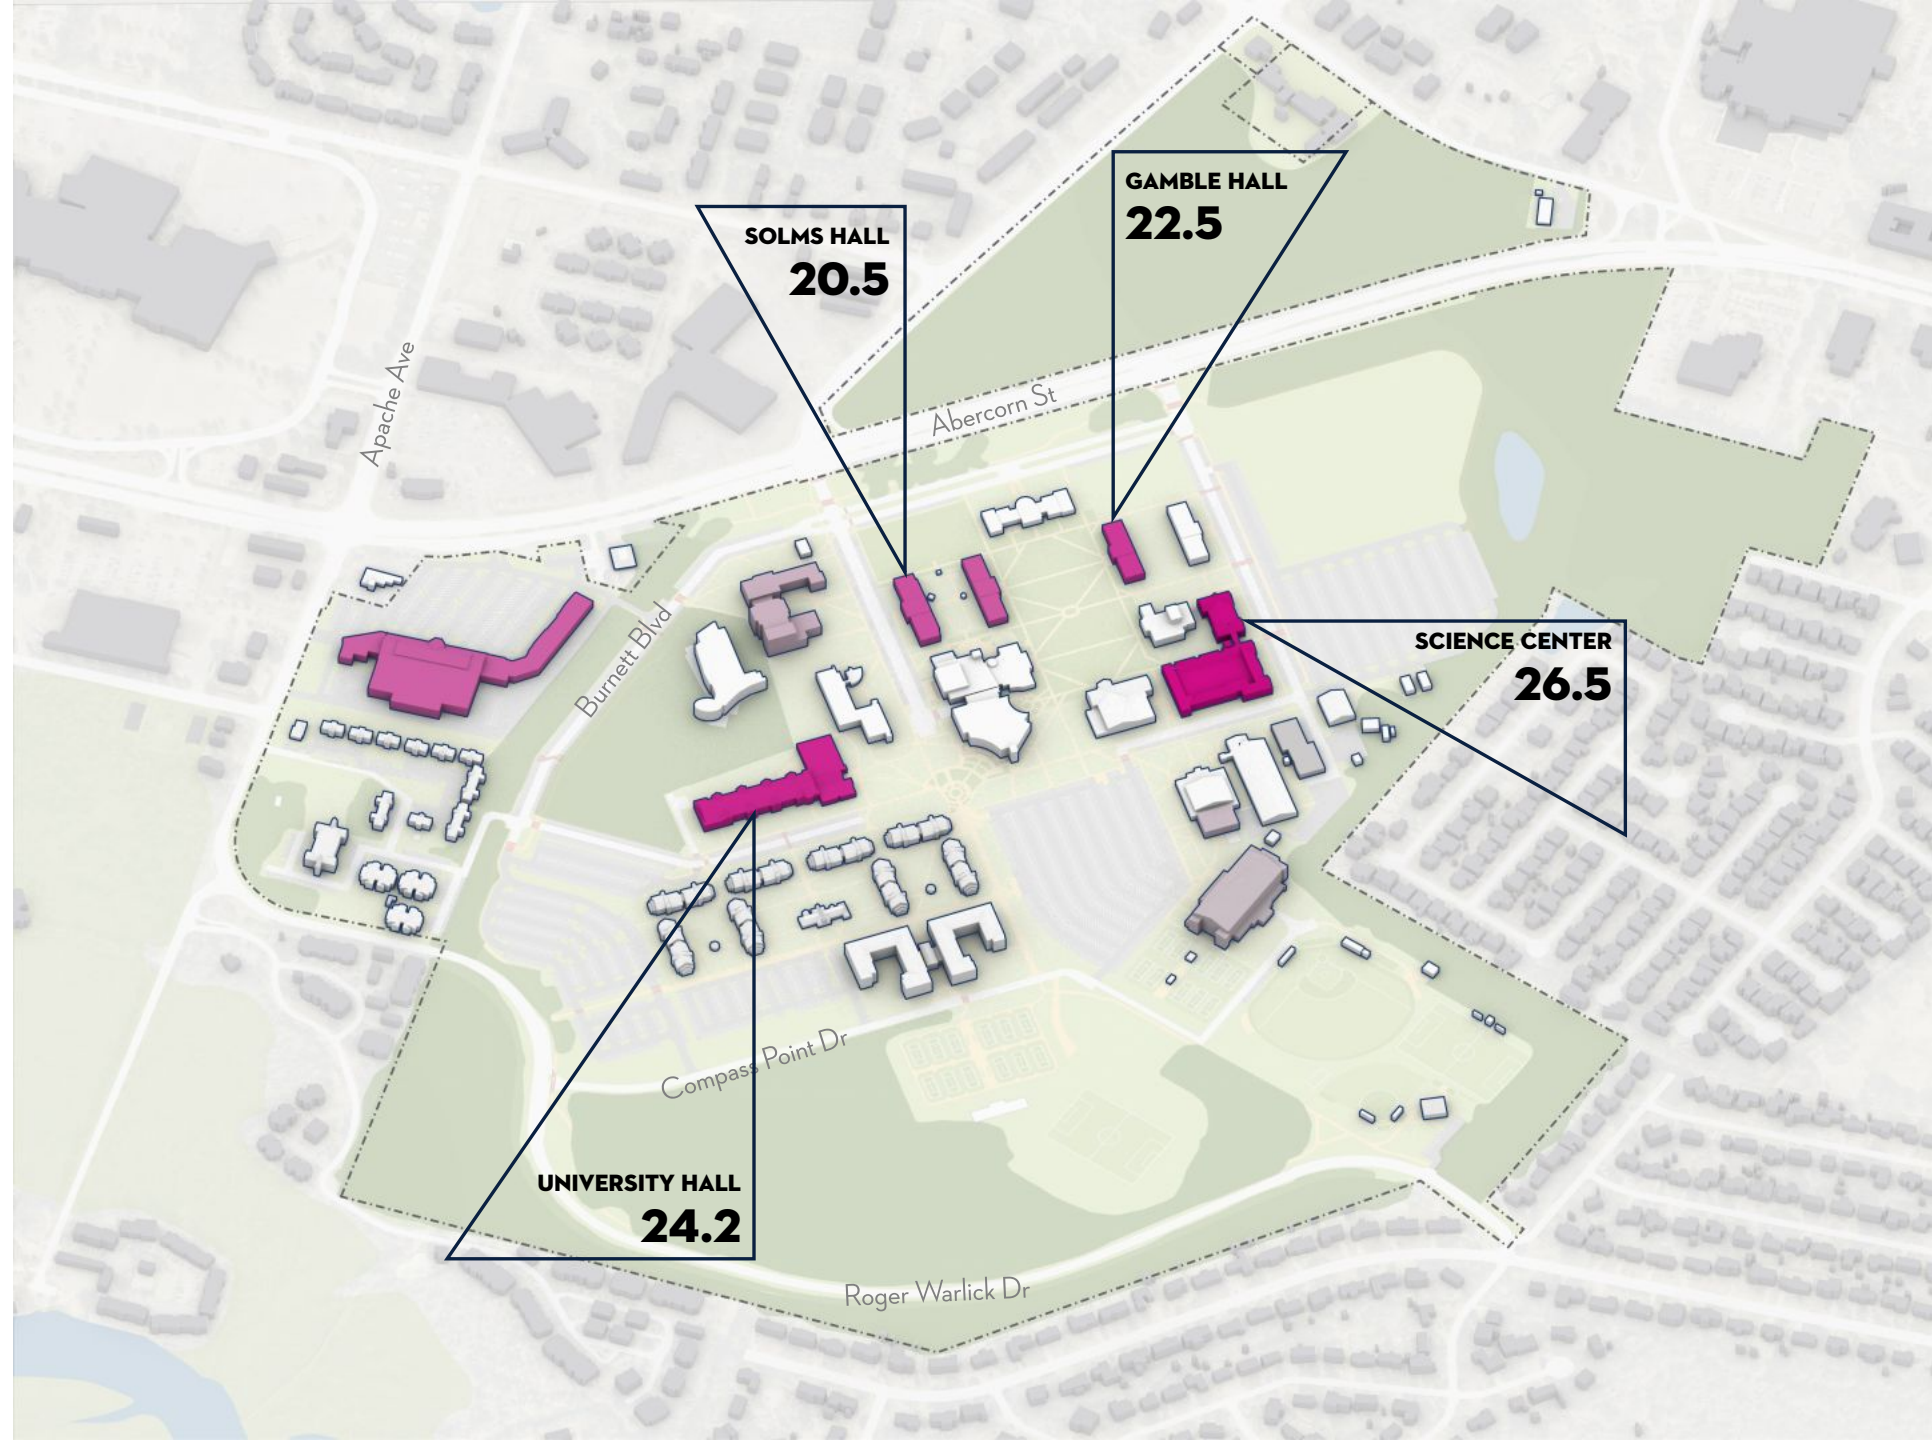 GAMBLE HALL
22.5
SOLMS HALL
20.5
Apache Ave
Abercorn St
SCIENCE CENTER
26.5
Burnett Blvd
Compass Point Dr
UNIVERSITY HALL
24.2
Roger Warlick Dr